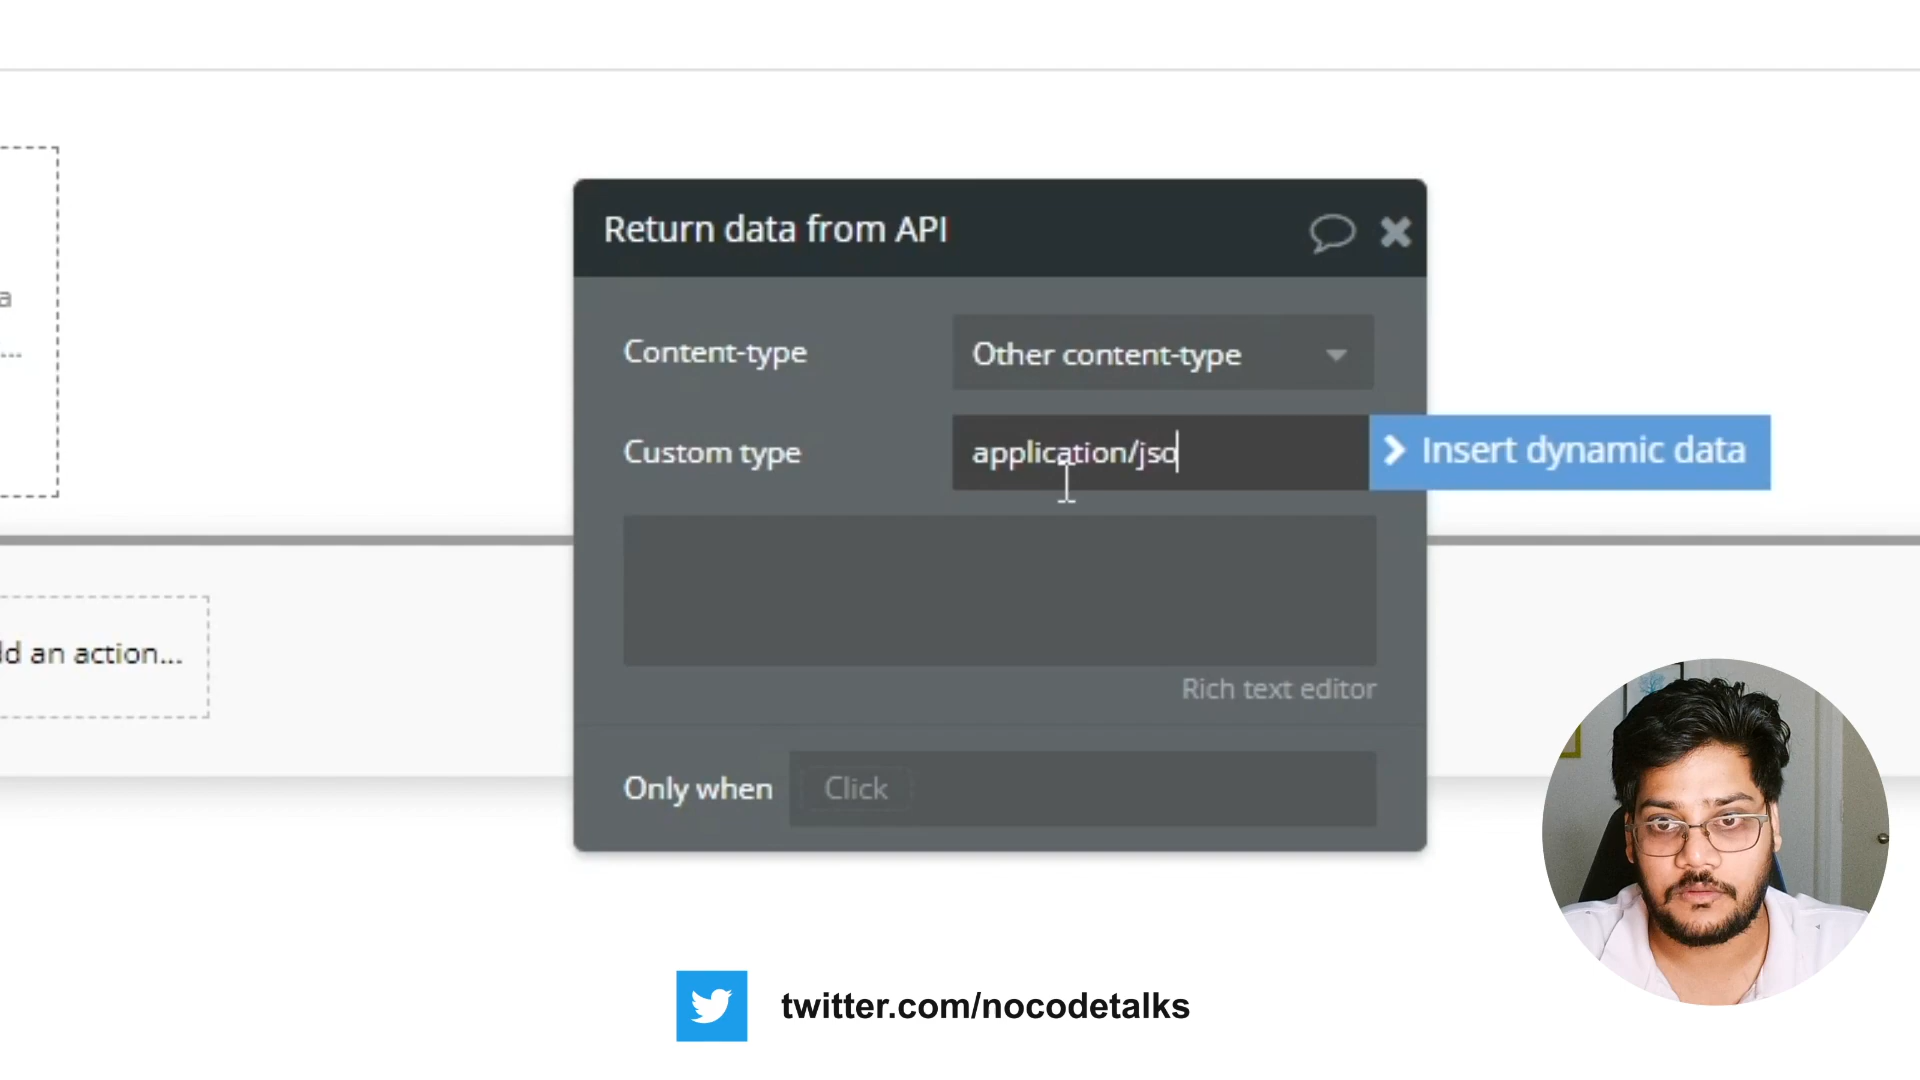 Return data from API
a
...
Content-type
Other content-type
Custom type
application/jso
Insert dynamic data
Rich text editor
dd an action...
Only when
Click
twitter.com/nocodetalks